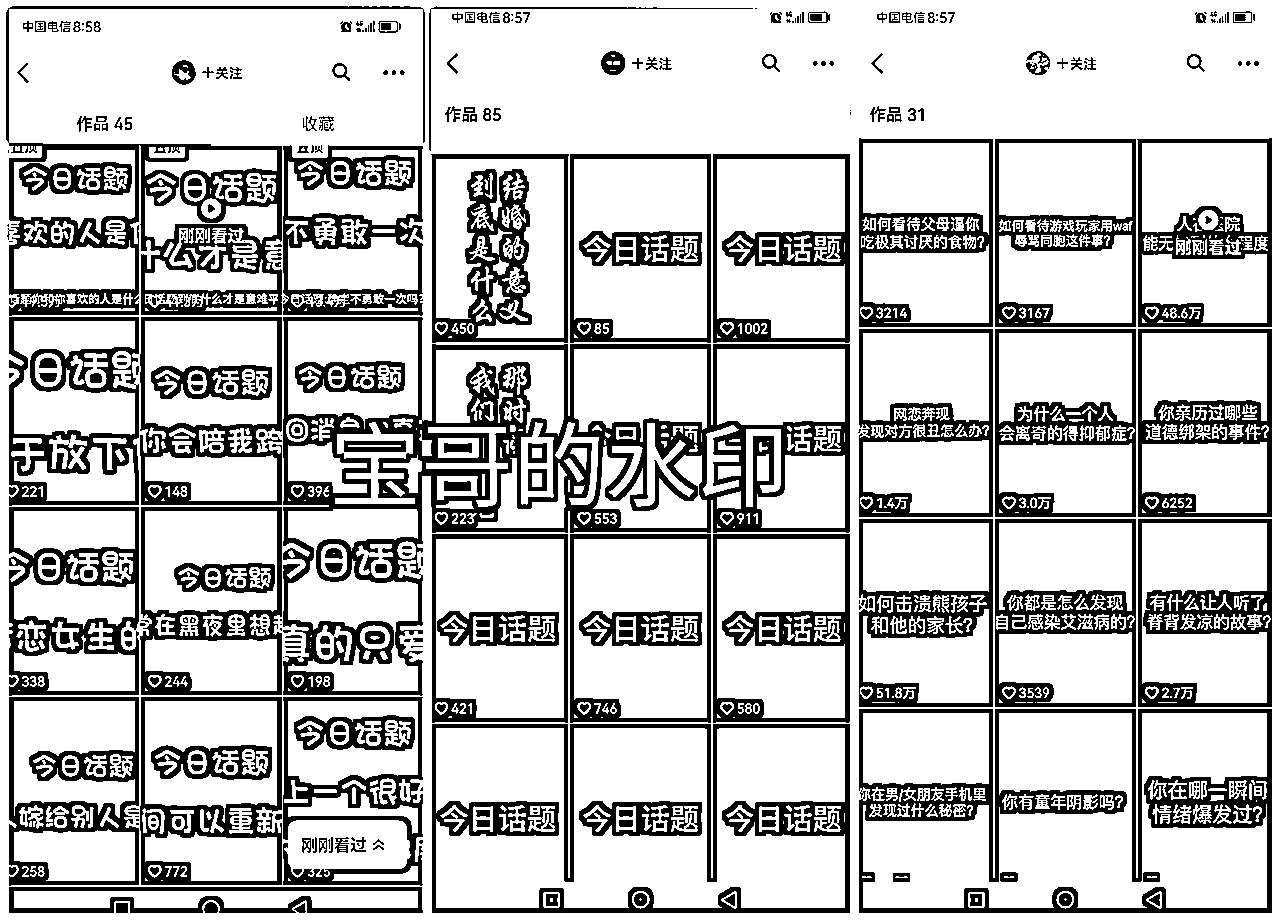 中国电信8:58
+关注
作品 45
收藏
置顶
今日话题
喜欢的人是
置顶
今日话题
刚刚看过
什么才是意
置顶
今日话题
不勇敢一次
你喜欢的人是什么
什么才是意难平
不勇敢一次吗?
今日话题
于放下
221
今日话题
你会陪我跨
148
今日话题
396
今日话题
恋女生的
338
今日话题
常在黑夜里想起
244
今日话题
真的只爱
198
今日话题
嫁给别人是
258
今日话题
间可以重新
772
今日话题
上一个很好
刚刚看过
325
中国电信8:57
+关注
作品 85
结婚的意义
到底是什么
450
今日话题
85
今日话题
1002
那时
我们
223
553
话题
911
今日话题
421
今日话题
746
今日话题
580
今日话题
今日话题
今日话题
宝哥的水印
中国电信8:57
+关注
作品 31
如何看待父母逼你
吃极其讨厌的食物?
3214
如何看待游戏玩家用waf
辱骂同胞这件事?
3167
人在医院
能无
刚刚看过
程度
48.6万
网恋奔现
发现对方很丑怎么办?
1.4万
为什么一个人
会离奇的得抑郁症?
3.0万
你亲历过哪些
道德绑架的事件?
6252
如何击溃熊孩子
和他的家长?
51.8万
你都是怎么发现
自己感染艾滋病的?
3539
有什么让人听了
脊背发凉的故事?
2.7万
你在男/女朋友手机里
发现过什么秘密?
你有童年阴影吗?
你在哪一瞬间
情绪爆发过?